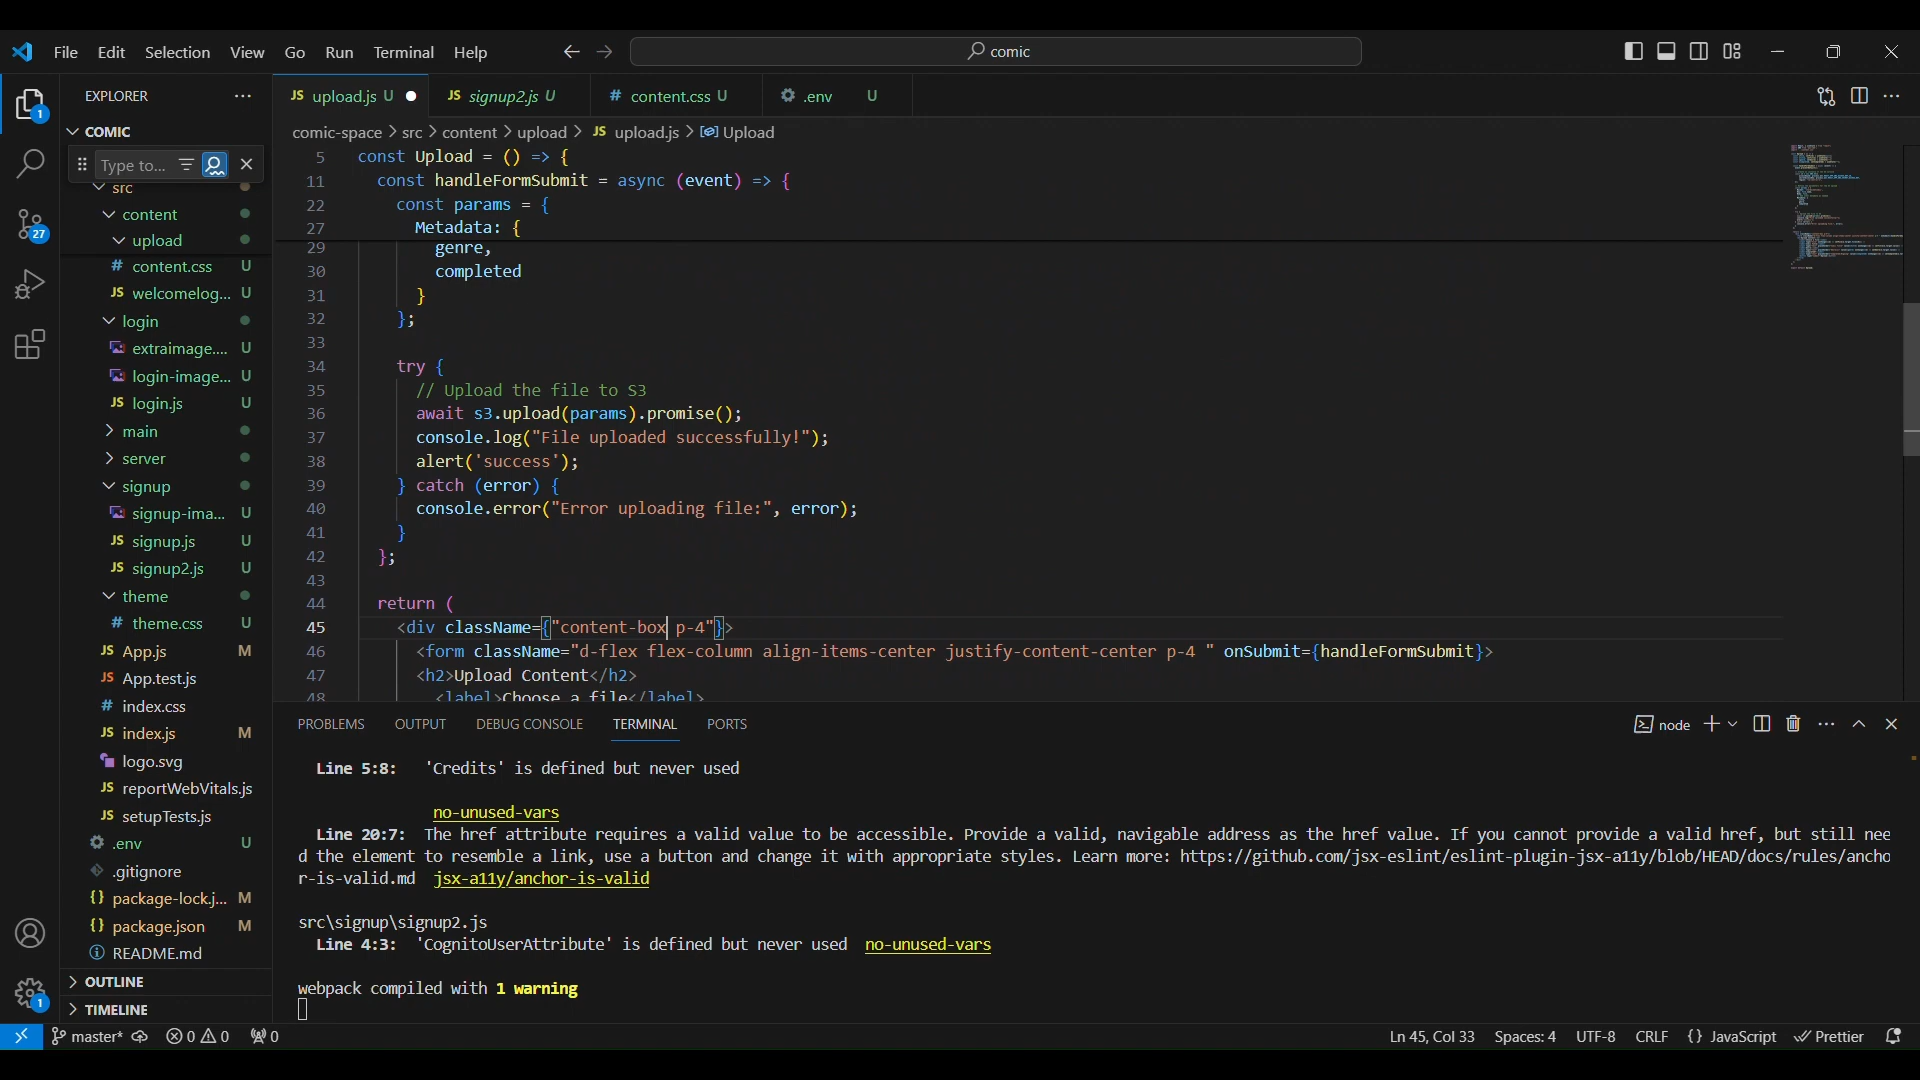 File Edit Selection View Go Run Terminal Help comic
EXPLORER
JS upload.js U ● JS signup2.js U # content.css U .env U
COMIC
comic-space > src > content > upload > JS upload.js > Upload
Type to...
src
content
upload
# content.css U
JS welcomelog... U
login
extraimage.... U
login-image... U
JS login.js U
main
server
signup
signup-ima... U
JS signup.js U
JS signup2.js U
theme
# theme.css U
JS App.js M
JS App.test.js
# index.css
JS index.js M
logo.svg
JS reportWebVitals.js
JS setupTests.js
.env U
.gitignore
{} package-lock.j... M
{} package.json M
README.md
OUTLINE
TIMELINE
1
27
1
5 const Upload = () => {
11 const handleFormSubmit = async (event) => {
22 const params = {
27 Metadata: {
29 genre,
30 completed
31 }
32 };
33
34 try {
35 // Upload the file to S3
36 await s3.upload(params).promise();
37 console.log("File uploaded successfully!");
38 alert('success');
39 } catch (error) {
40 console.error("Error uploading file:", error);
41 }
42 };
43
44 return (
45 <div className={"content-box p-4"}>
46 <form className="d-flex flex-column align-items-center justify-content-center p-4 " onSubmit={handleFormSubmit}>
47 <h2>Upload Content</h2>
48 <label>Choose a file</label>
PROBLEMS OUTPUT DEBUG CONSOLE TERMINAL PORTS node
Line 5:8: 'Credits' is defined but never used
no-unused-vars
Line 20:7: The href attribute requires a valid value to be accessible. Provide a valid, navigable address as the href value. If you cannot provide a valid href, but still nee
d the element to resemble a link, use a button and change it with appropriate styles. Learn more: https://github.com/jsx-eslint/eslint-plugin-jsx-a11y/blob/HEAD/docs/rules/ancho
r-is-valid.md jsx-a11y/anchor-is-valid
src\signup\signup2.js
Line 4:3: 'CognitoUserAttribute' is defined but never used no-unused-vars
webpack compiled with 1 warning
master* 0 0 0 Ln 45, Col 33 Spaces: 4 UTF-8 CRLF {} JavaScript Prettier